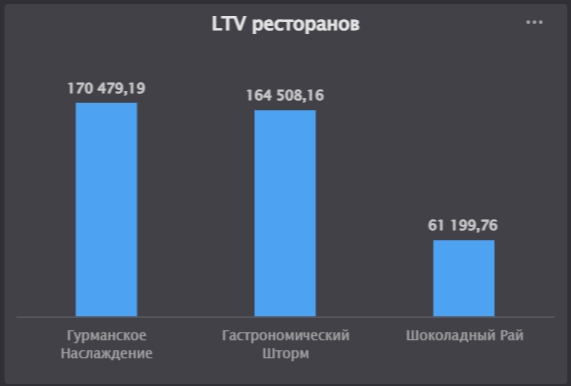 LTV ресторанов
170 479,19
164 508,16
61 199,76
Гурманское
Наслаждение
Гастрономический
Шторм
Шоколадный Рай